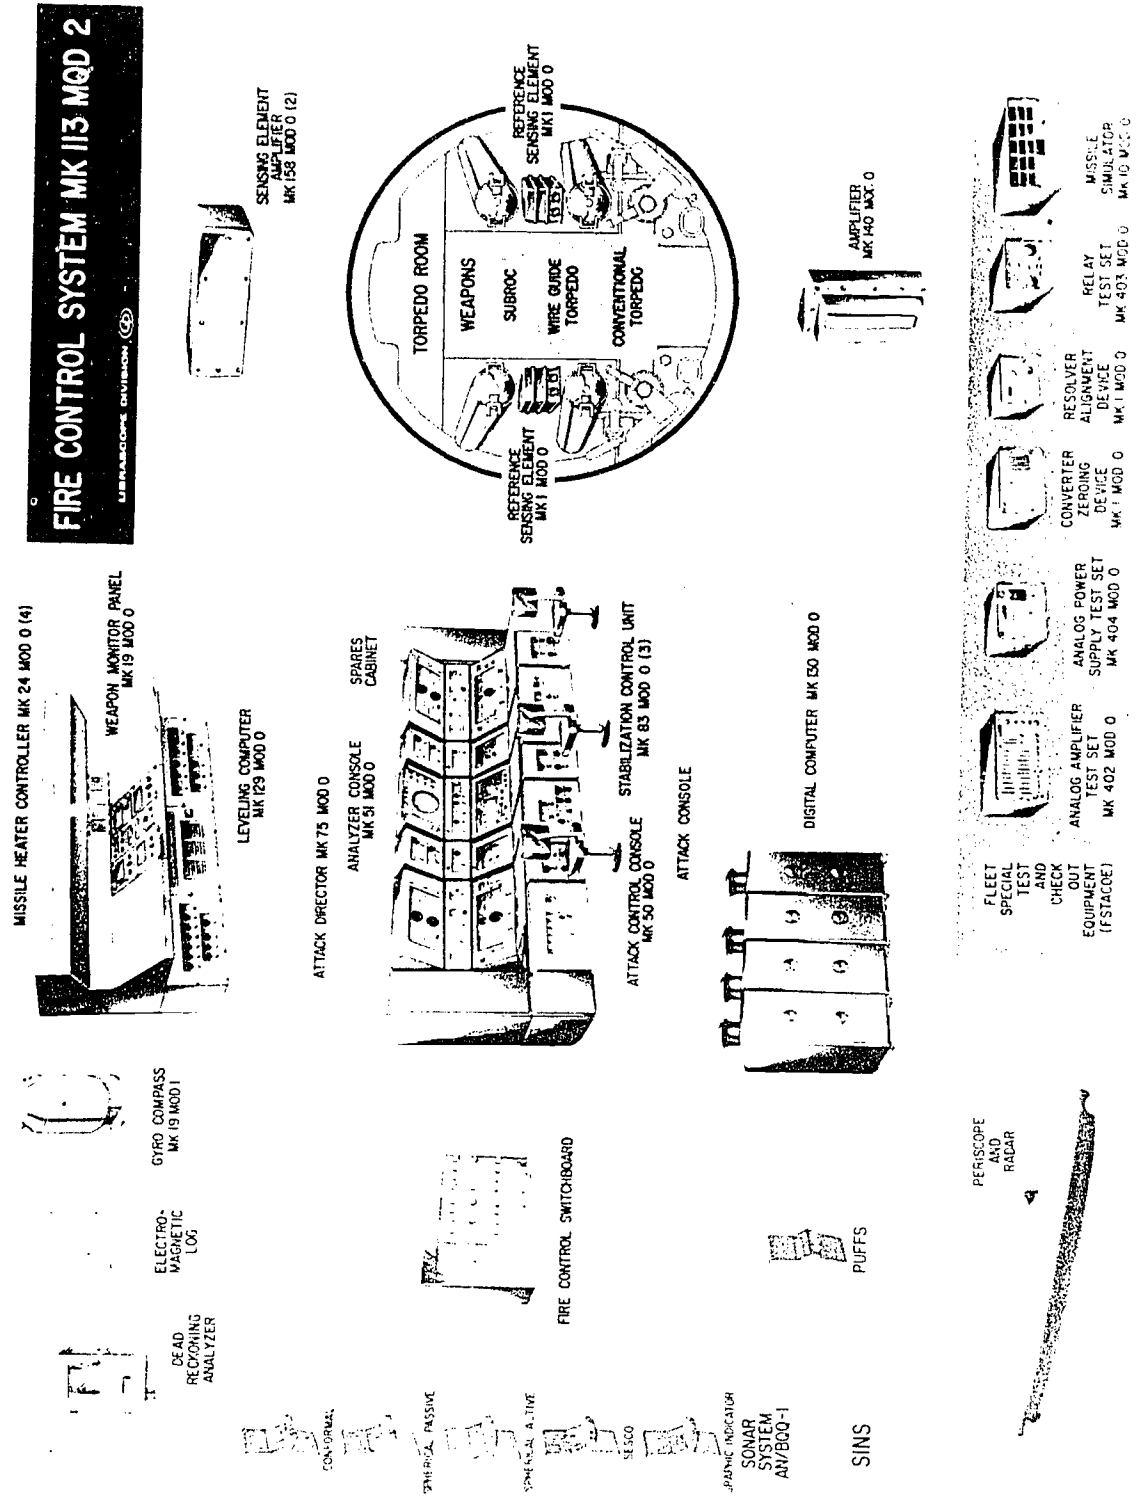 FIRE CONTROL SYSTEM MK 113 MOD 2
LIBRASCOPE DIVISION
DEAD
RECKONING
ANALYZER
ELECTRO-
MAGNETIC
LOG
GYRO COMPASS
MK 19 MOD 1
MISSILE HEATER CONTROLLER MK 24 MOD 0 (4)
WEAPON MONITOR PANEL
MK 19 MOD 0
LEVELING COMPUTER
MK 129 MOD 0
SENSING ELEMENT
AMPLIFIER
MK 158 MOD 0 (2)
CONFORMAL
SPHERICAL PASSIVE
SPHERICAL ACTIVE
SESCO
GRAPHIC INDICATOR
SONAR
SYSTEM
AN/BQQ-1
FIRE CONTROL SWITCHBOARD
ATTACK DIRECTOR MK 75 MOD 0
ANALYZER CONSOLE
MK 51 MOD 0
SPARES
CABINET
ATTACK CONTROL CONSOLE
MK 50 MOD 0
STABILIZATION CONTROL UNIT
MK 83 MOD 0 (3)
ATTACK CONSOLE
TORPEDO ROOM
WEAPONS
SUBROC
WIRE GUIDE
TORPEDO
CONVENTIONAL
TORPEDO
REFERENCE
SENSING ELEMENT
MK 1 MOD 0
REFERENCE
SENSING ELEMENT
MK 1 MOD 0
SINS
PUFFS
DIGITAL COMPUTER MK 130 MOD 0
AMPLIFIER
MK 140 MOD 0
PERISCOPE
AND
RADAR
FLEET
SPECIAL
TEST
AND
CHECK
OUT
EQUIPMENT
(FSTACOE)
ANALOG AMPLIFIER
TEST SET
MK 402 MOD 0
ANALOG POWER
SUPPLY TEST SET
MK 404 MOD 0
CONVERTER
ZEROING
DEVICE
MK 1 MOD 0
RESOLVER
ALIGNMENT
DEVICE
MK 1 MOD 0
RELAY
TEST SET
MK 403 MOD 0
MISSILE
SIMULATOR
MK 10 MOD 0